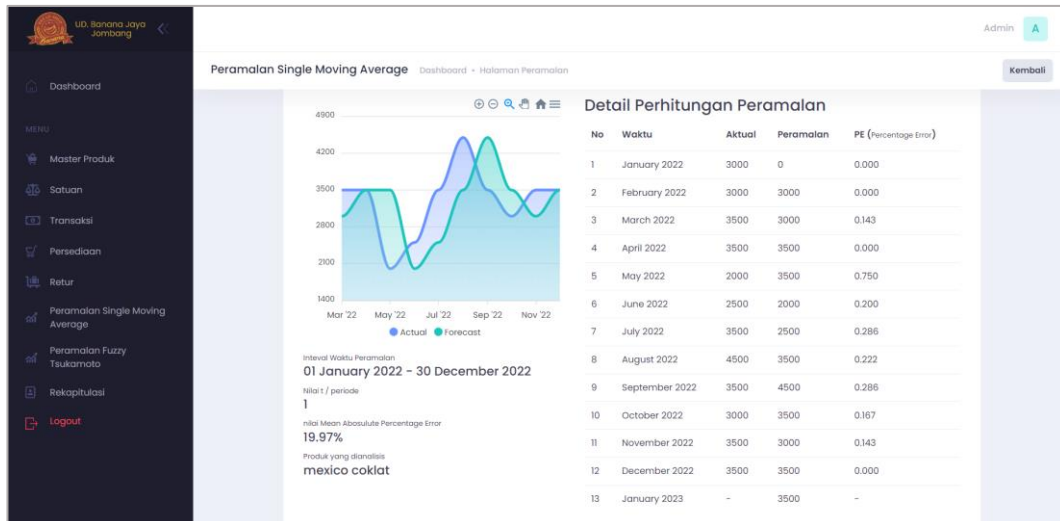 UD. Banana Jaya
Jombang
Admin
A
Peramalan Single Moving Average
Dashboard • Halaman Peramalan
Kembali
Dashboard
MENU
Master Produk
Satuan
Transaksi
Persediaan
Retur
Peramalan Single Moving
Average
Peramalan Fuzzy
Tsukamoto
Rekapitulasi
Logout
4900
4200
3500
2800
2100
1400
Mar '22 May '22 Jul '22 Sep '22 Nov '22
Actual Forecast
Inteval Waktu Peramalan
01 January 2022 - 30 December 2022
Nilai t / periode
1
nilai Mean Abosulute Percentage Error
19.97%
Produk yang dianalisis
mexico coklat
Detail Perhitungan Peramalan
No Waktu Aktual Peramalan PE (Percentage Error)
1 January 2022 3000 0 0.000
2 February 2022 3000 3000 0.000
3 March 2022 3500 3000 0.143
4 April 2022 3500 3500 0.000
5 May 2022 2000 3500 0.750
6 June 2022 2500 2000 0.200
7 July 2022 3500 2500 0.286
8 August 2022 4500 3500 0.222
9 September 2022 3500 4500 0.286
10 October 2022 3000 3500 0.167
11 November 2022 3500 3000 0.143
12 December 2022 3500 3500 0.000
13 January 2023 - 3500 -